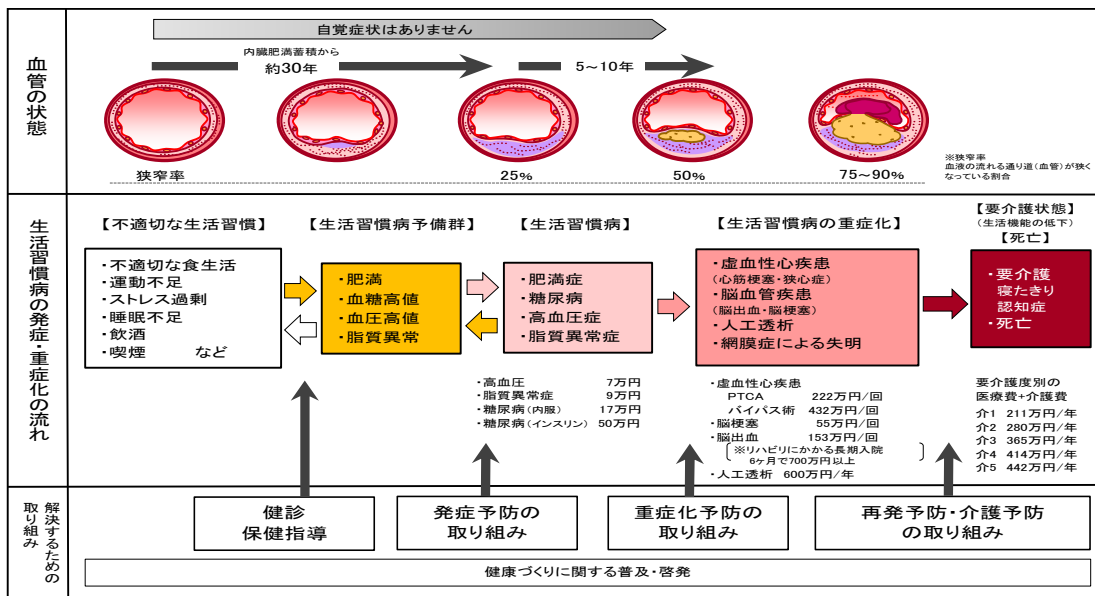 血管の状態
自覚症状はありません
内臓肥満蓄積から
約30年
5～10年
狭窄率
25%
50%
75～90%
※狭窄率
血液の流れる通り道（血管）が狭く
なっている割合
生活習慣病の発症・重症化の流れ
【不適切な生活習慣】
・不適切な食生活
・運動不足
・ストレス過剰
・睡眠不足
・飲酒
・喫煙 など
【生活習慣病予備群】
・肥満
・血糖高値
・血圧高値
・脂質異常
【生活習慣病】
・肥満症
・糖尿病
・高血圧症
・脂質異常症
【生活習慣病の重症化】
・虚血性心疾患
（心筋梗塞・狭心症）
・脳血管疾患
（脳出血・脳梗塞）
・人工透析
・網膜症による失明
【要介護状態】
（生活機能の低下）
【死亡】
・要介護
寝たきり
認知症
・死亡
・高血圧 7万円
・脂質異常症 9万円
・糖尿病（内服） 17万円
・糖尿病（インスリン） 50万円
・虚血性心疾患
PTCA 222万円/回
バイパス術 432万円/回
・脳梗塞 55万円/回
・脳出血 153万円/回
※リハビリにかかる長期入院
6ヶ月で700万円以上
・人工透析 600万円/年
要介護度別の
医療費+介護費
介1 211万円/年
介2 280万円/年
介3 365万円/年
介4 414万円/年
介5 442万円/年
解決するための
取り組み
健診
保健指導
発症予防の
取り組み
重症化予防の
取り組み
再発予防・介護予防
の取り組み
健康づくりに関する普及・啓発